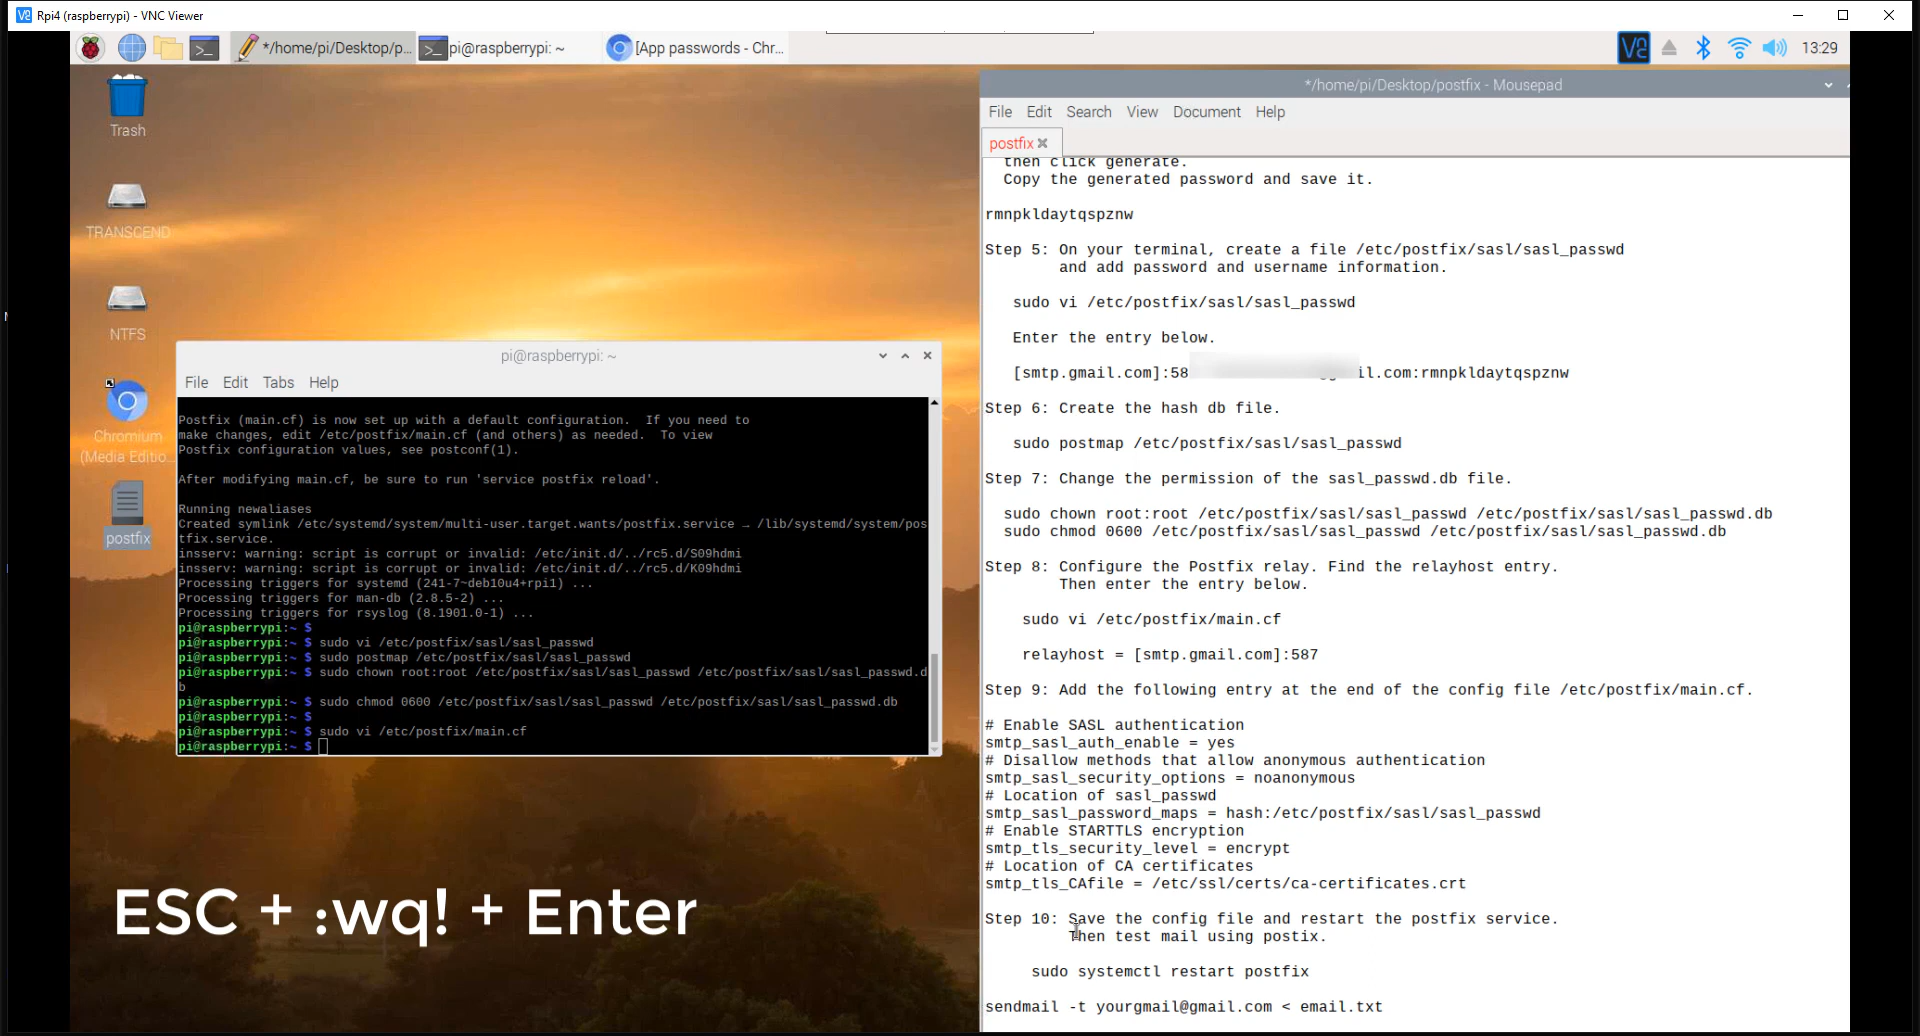 Rpi4 (raspberrypi) - VNC Viewer
*/home/pi/Desktop/p...
pi@raspberrypi: ~
[App passwords - Chr...
13:29
Trash
TRANSCEND
NTFS
Chromium
(Media Editio...
postfix
pi@raspberrypi: ~
File Edit Tabs Help
Postfix (main.cf) is now set up with a default configuration.  If you need to
make changes, edit /etc/postfix/main.cf (and others) as needed.  To view
Postfix configuration values, see postconf(1).
After modifying main.cf, be sure to run 'service postfix reload'.
Running newaliases
Created symlink /etc/systemd/system/multi-user.target.wants/postfix.service → /lib/systemd/system/pos
tfix.service.
insserv: warning: script is corrupt or invalid: /etc/init.d/../rc5.d/S09hdmi
insserv: warning: script is corrupt or invalid: /etc/init.d/../rc5.d/K09hdmi
Processing triggers for systemd (241-7~deb10u4+rpi1) ...
Processing triggers for man-db (2.8.5-2) ...
Processing triggers for rsyslog (8.1901.0-1) ...
pi@raspberrypi:~ $
pi@raspberrypi:~ $ sudo vi /etc/postfix/sasl/sasl_passwd
pi@raspberrypi:~ $ sudo postmap /etc/postfix/sasl/sasl_passwd
pi@raspberrypi:~ $ sudo chown root:root /etc/postfix/sasl/sasl_passwd /etc/postfix/sasl/sasl_passwd.d
b
pi@raspberrypi:~ $ sudo chmod 0600 /etc/postfix/sasl/sasl_passwd /etc/postfix/sasl/sasl_passwd.db
pi@raspberrypi:~ $
pi@raspberrypi:~ $ sudo vi /etc/postfix/main.cf
pi@raspberrypi:~ $
ESC + :wq! + Enter
*/home/pi/Desktop/postfix - Mousepad
File Edit Search View Document Help
postfix
then click generate.
Copy the generated password and save it.
rmnpkldaytqspznw
Step 5: On your terminal, create a file /etc/postfix/sasl/sasl_passwd
and add password and username information.
sudo vi /etc/postfix/sasl/sasl_passwd
Enter the entry below.
[smtp.gmail.com]:58 il.com:rmnpkldaytqspznw
Step 6: Create the hash db file.
sudo postmap /etc/postfix/sasl/sasl_passwd
Step 7: Change the permission of the sasl_passwd.db file.
sudo chown root:root /etc/postfix/sasl/sasl_passwd /etc/postfix/sasl/sasl_passwd.db
sudo chmod 0600 /etc/postfix/sasl/sasl_passwd /etc/postfix/sasl/sasl_passwd.db
Step 8: Configure the Postfix relay. Find the relayhost entry.
Then enter the entry below.
sudo vi /etc/postfix/main.cf
relayhost = [smtp.gmail.com]:587
Step 9: Add the following entry at the end of the config file /etc/postfix/main.cf.
# Enable SASL authentication
smtp_sasl_auth_enable = yes
# Disallow methods that allow anonymous authentication
smtp_sasl_security_options = noanonymous
# Location of sasl_passwd
smtp_sasl_password_maps = hash:/etc/postfix/sasl/sasl_passwd
# Enable STARTTLS encryption
smtp_tls_security_level = encrypt
# Location of CA certificates
smtp_tls_CAfile = /etc/ssl/certs/ca-certificates.crt
Step 10: Save the config file and restart the postfix service.
Then test mail using postix.
sudo systemctl restart postfix
sendmail -t yourgmail@gmail.com < email.txt